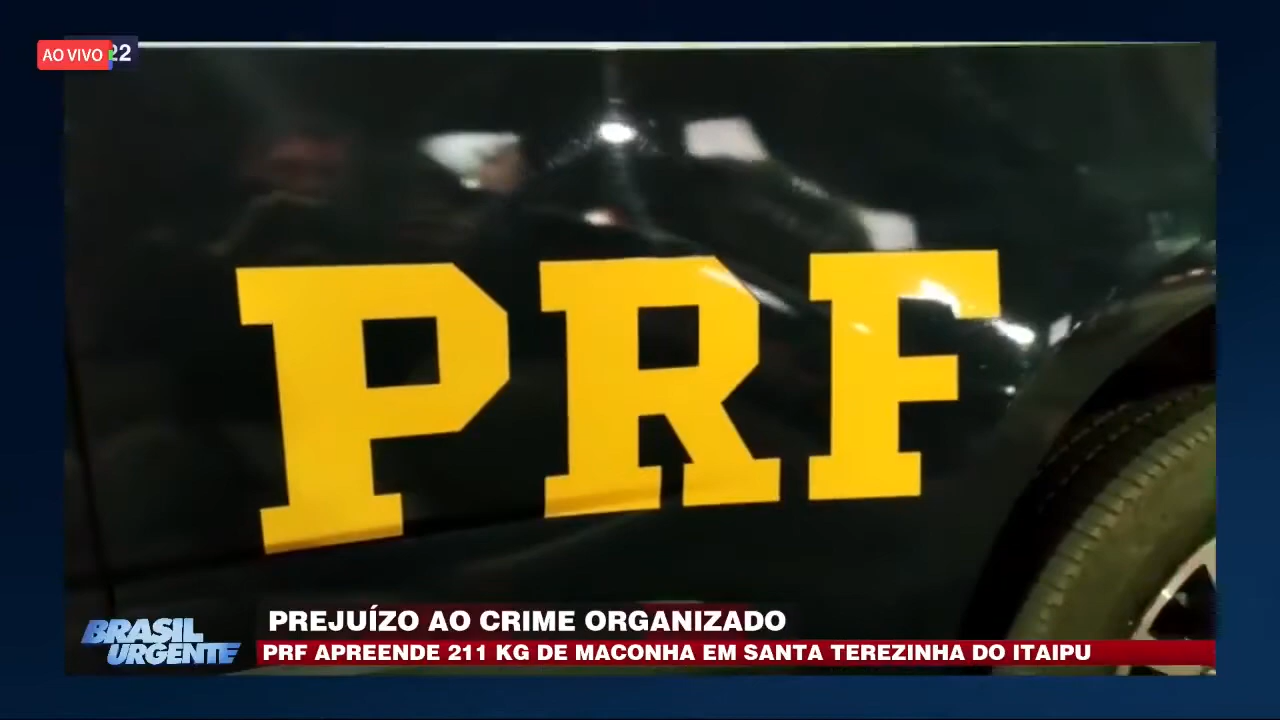 AO VIVO
22
PRF
PREJUÍZO AO CRIME ORGANIZADO
BRASIL
URGENTE
PRF APREENDE 211 KG DE MACONHA EM SANTA TEREZINHA DO ITAIPU